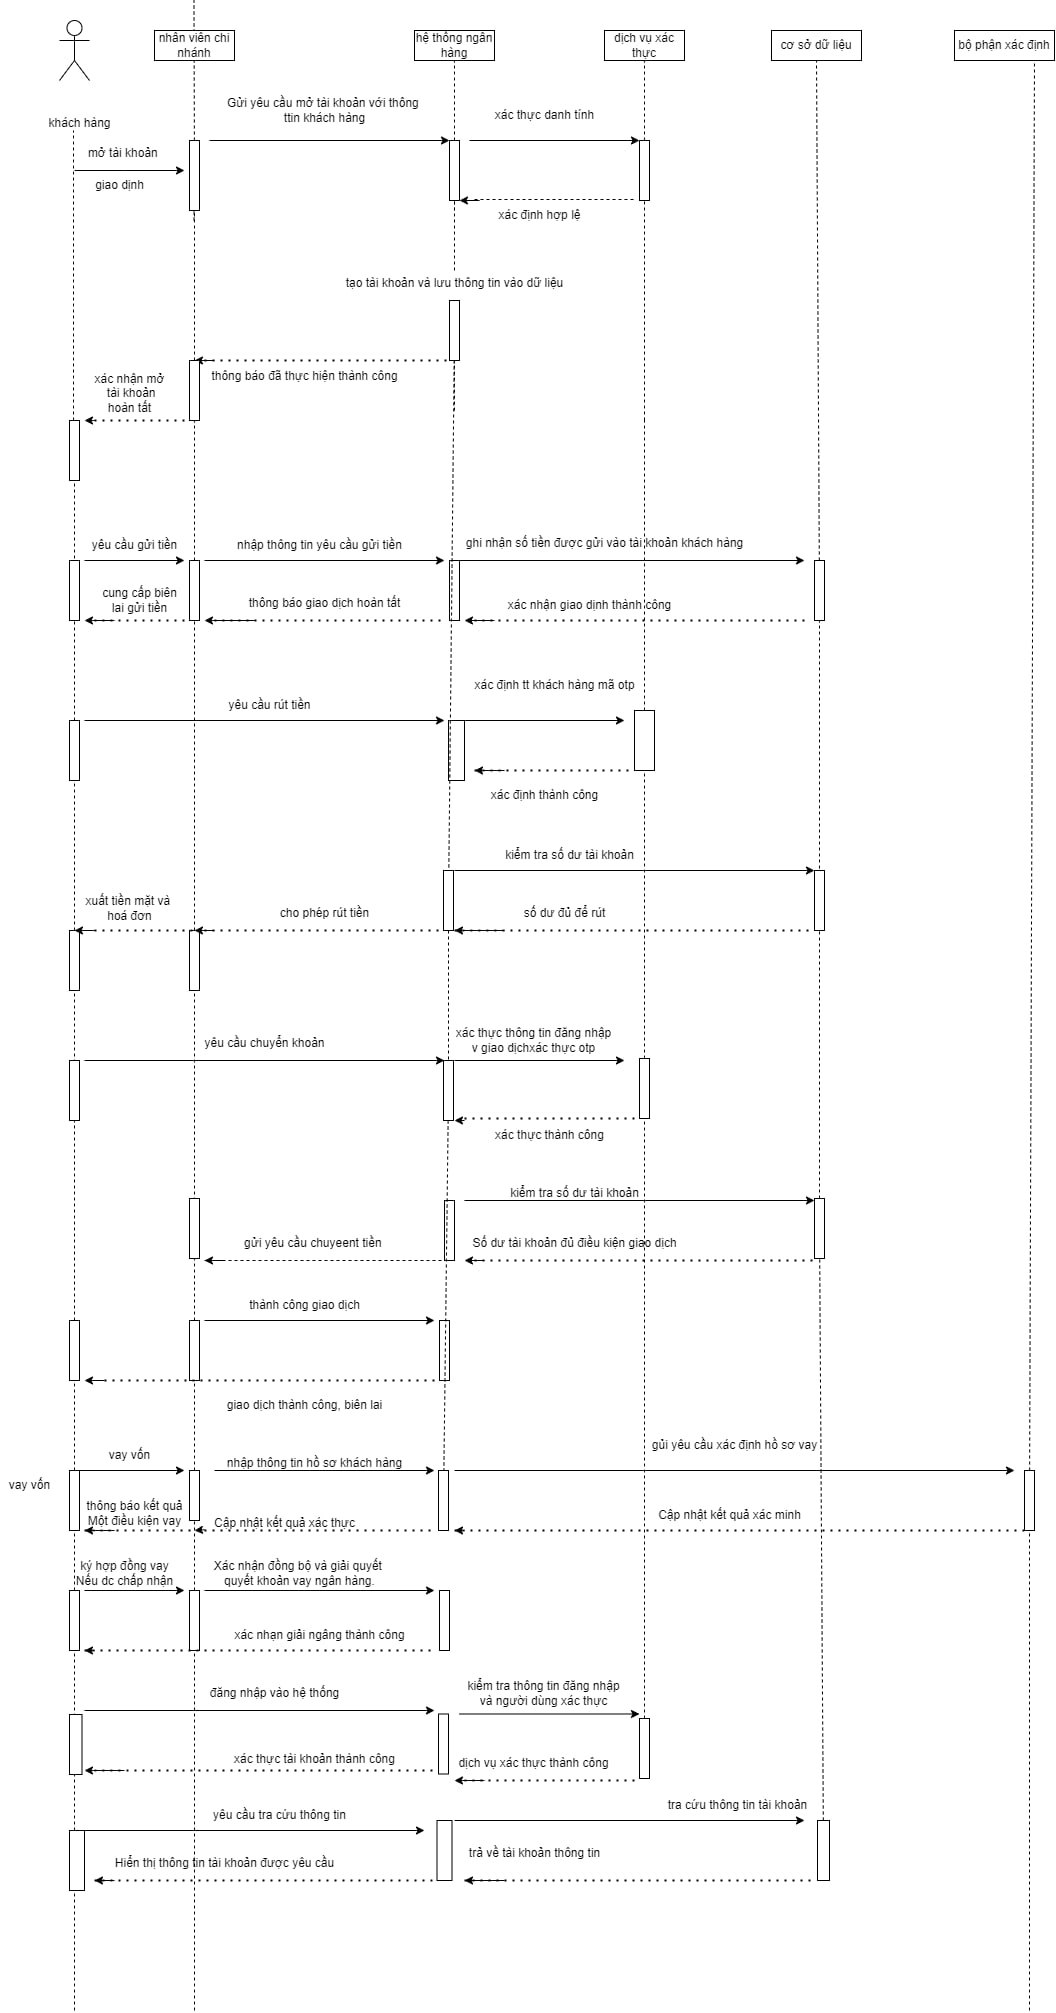 nhân viên chi
nhánh
hệ thống ngân
hàng
dịch vụ xác
thực
cơ sở dữ liệu
bộ phận xác định
khách hàng
Gửi yêu cầu mở tài khoản với thông
ttin khách hàng
xác thực danh tính
mở tài khoản
giao dịnh
xác định hợp lệ
tạo tài khoản và lưu thông tin vào dữ liệu
thông báo đã thực hiện thành công
xác nhận mở
tài khoản
hoàn tất
yêu cầu gửi tiền
nhập thông tin yêu cầu gửi tiền
ghi nhận số tiền được gửi vào tài khoản khách hàng
cung cấp biên
lai gửi tiền
thông báo giao dịch hoàn tất
xác nhận giao dịnh thành công
xác định tt khách hàng mã otp
yêu cầu rút tiền
xác định thành công
kiểm tra số dư tài khoản
xuất tiền mặt và
hoá đơn
cho phép rút tiền
số dư đủ để rút
yêu cầu chuyển khoản
xác thực thông tin đăng nhập
v giao dịchxác thực otp
xác thực thành công
kiểm tra số dư tài khoản
gửi yêu cầu chuyeent tiền
Số dư tài khoản đủ điều kiện giao dịch
thành công giao dịch
giao dịch thành công, biên lai
vay vốn
vay vốn
nhập thông tin hồ sơ khách hàng
gủi yêu cầu xác định hồ sơ vay
thông báo kết quả
Một điều kiện vay
Cập nhật kết quả xác thực
Cập nhật kết quả xác minh
ký hợp đồng vay
Nếu dc chấp nhận
Xác nhận đồng bộ và giải quyết
quyết khoản vay ngân hàng.
xác nhạn giải ngâng thành công
đăng nhập vào hệ thống
kiểm tra thông tin đăng nhập
và người dùng xác thực
xác thực tài khoản thành công
dịch vụ xác thực thành công
yêu cầu tra cứu thông tin
tra cứu thông tin tài khoản
Hiển thị thông tin tài khoản được yêu cầu
trả về tài khoản thông tin